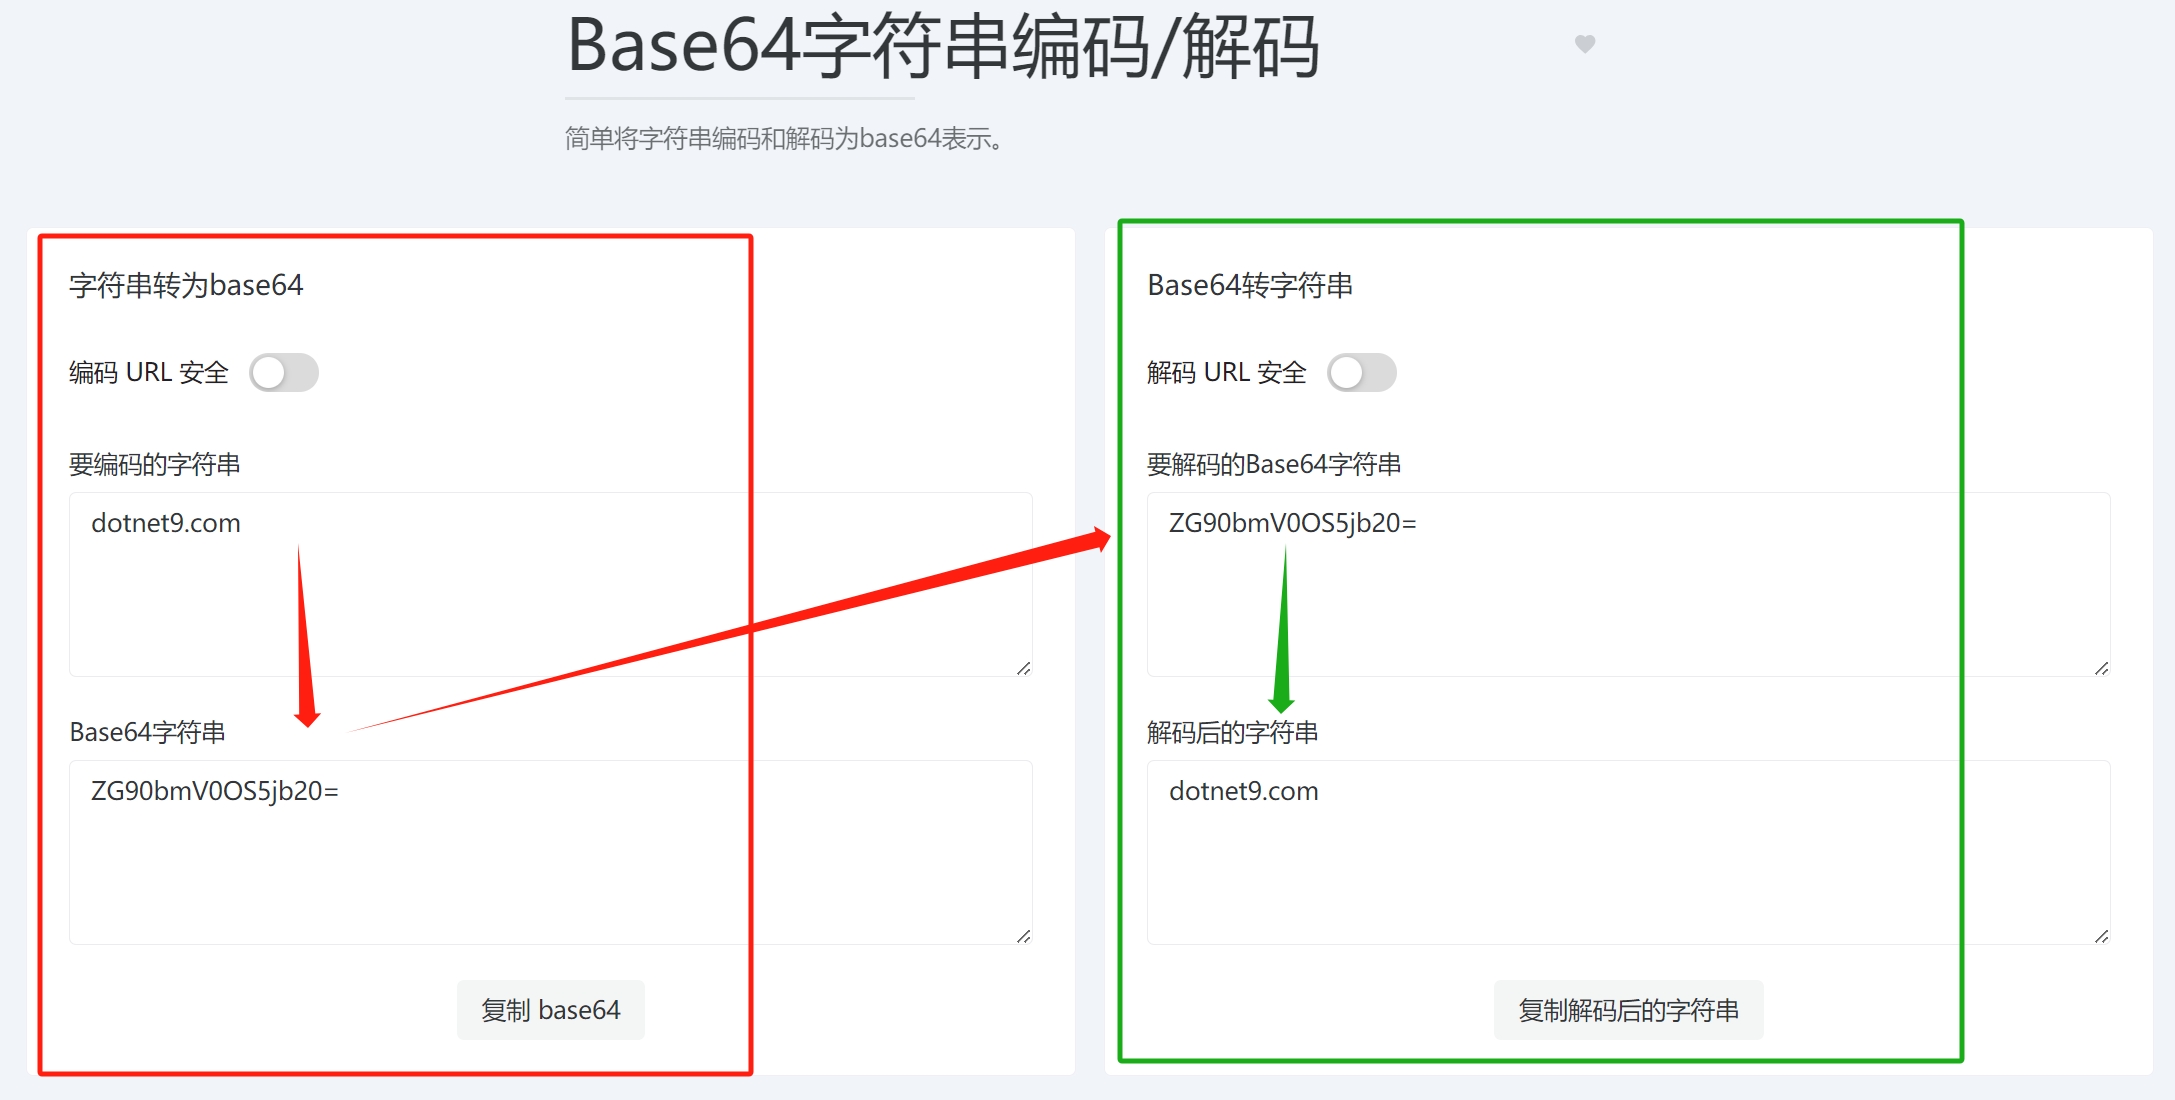 Base64字符串编码/解码
简单将字符串编码和解码为base64表示。
字符串转为base64
编码 URL 安全
要编码的字符串
dotnet9.com
Base64字符串
ZG90bmV0OS5jb20=
复制 base64
Base64转字符串
解码 URL 安全
要解码的Base64字符串
ZG90bmV0OS5jb20=
解码后的字符串
dotnet9.com
复制解码后的字符串